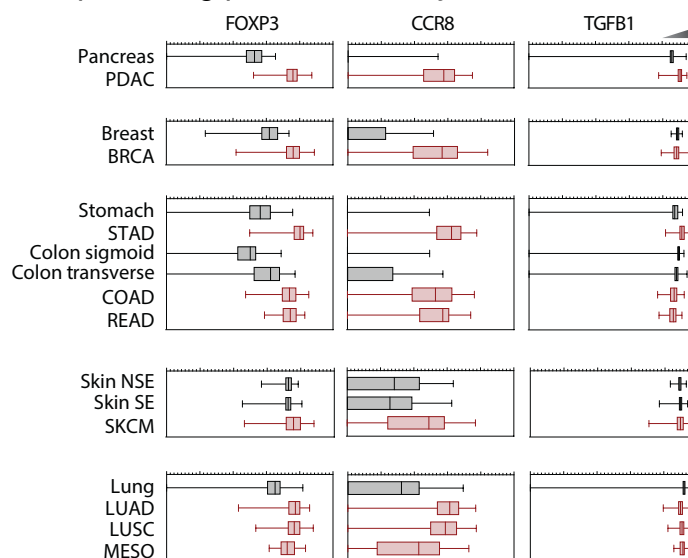 FOXP3 CCR8 TGFB1
Pancreas
PDAC
Breast
BRCA
Stomach
STAD
Colon sigmoid
Colon transverse
COAD
READ
Skin NSE
Skin SE
SKCM
Lung
LUAD
LUSC
MESO